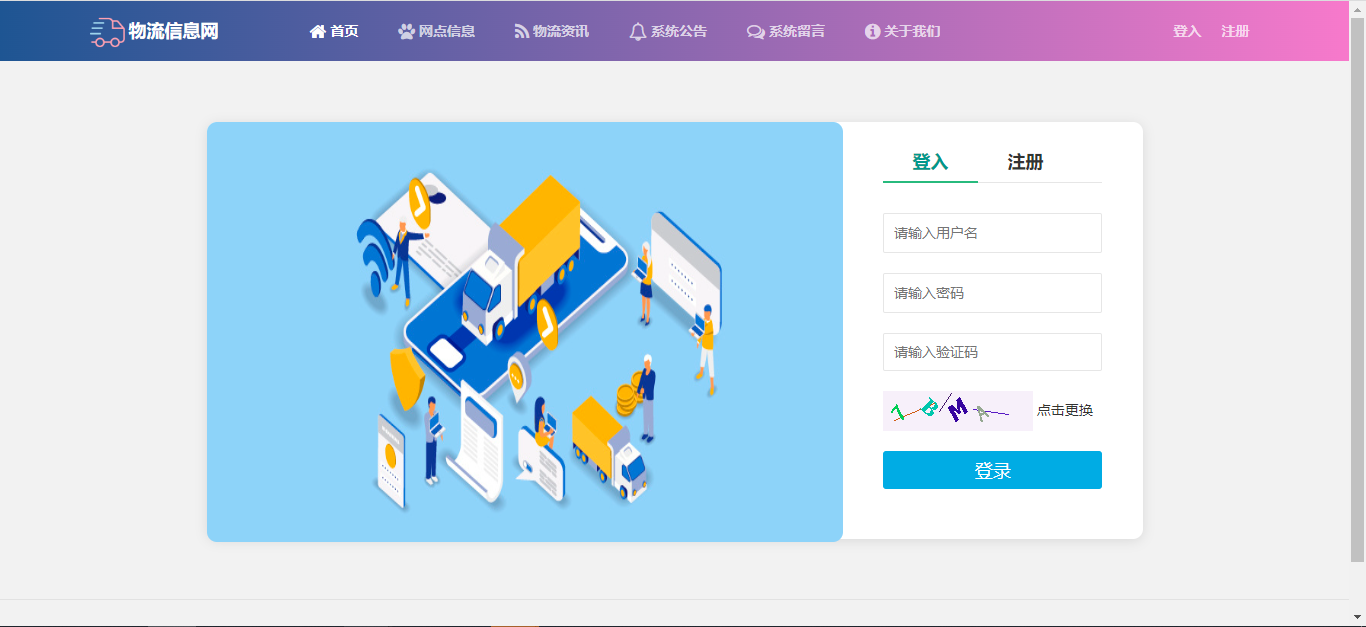 物流信息网 首页 网点信息 物流资讯 系统公告 系统留言 关于我们 登入 注册
登入 注册
请输入用户名
请输入密码
请输入验证码
点击更换
登录